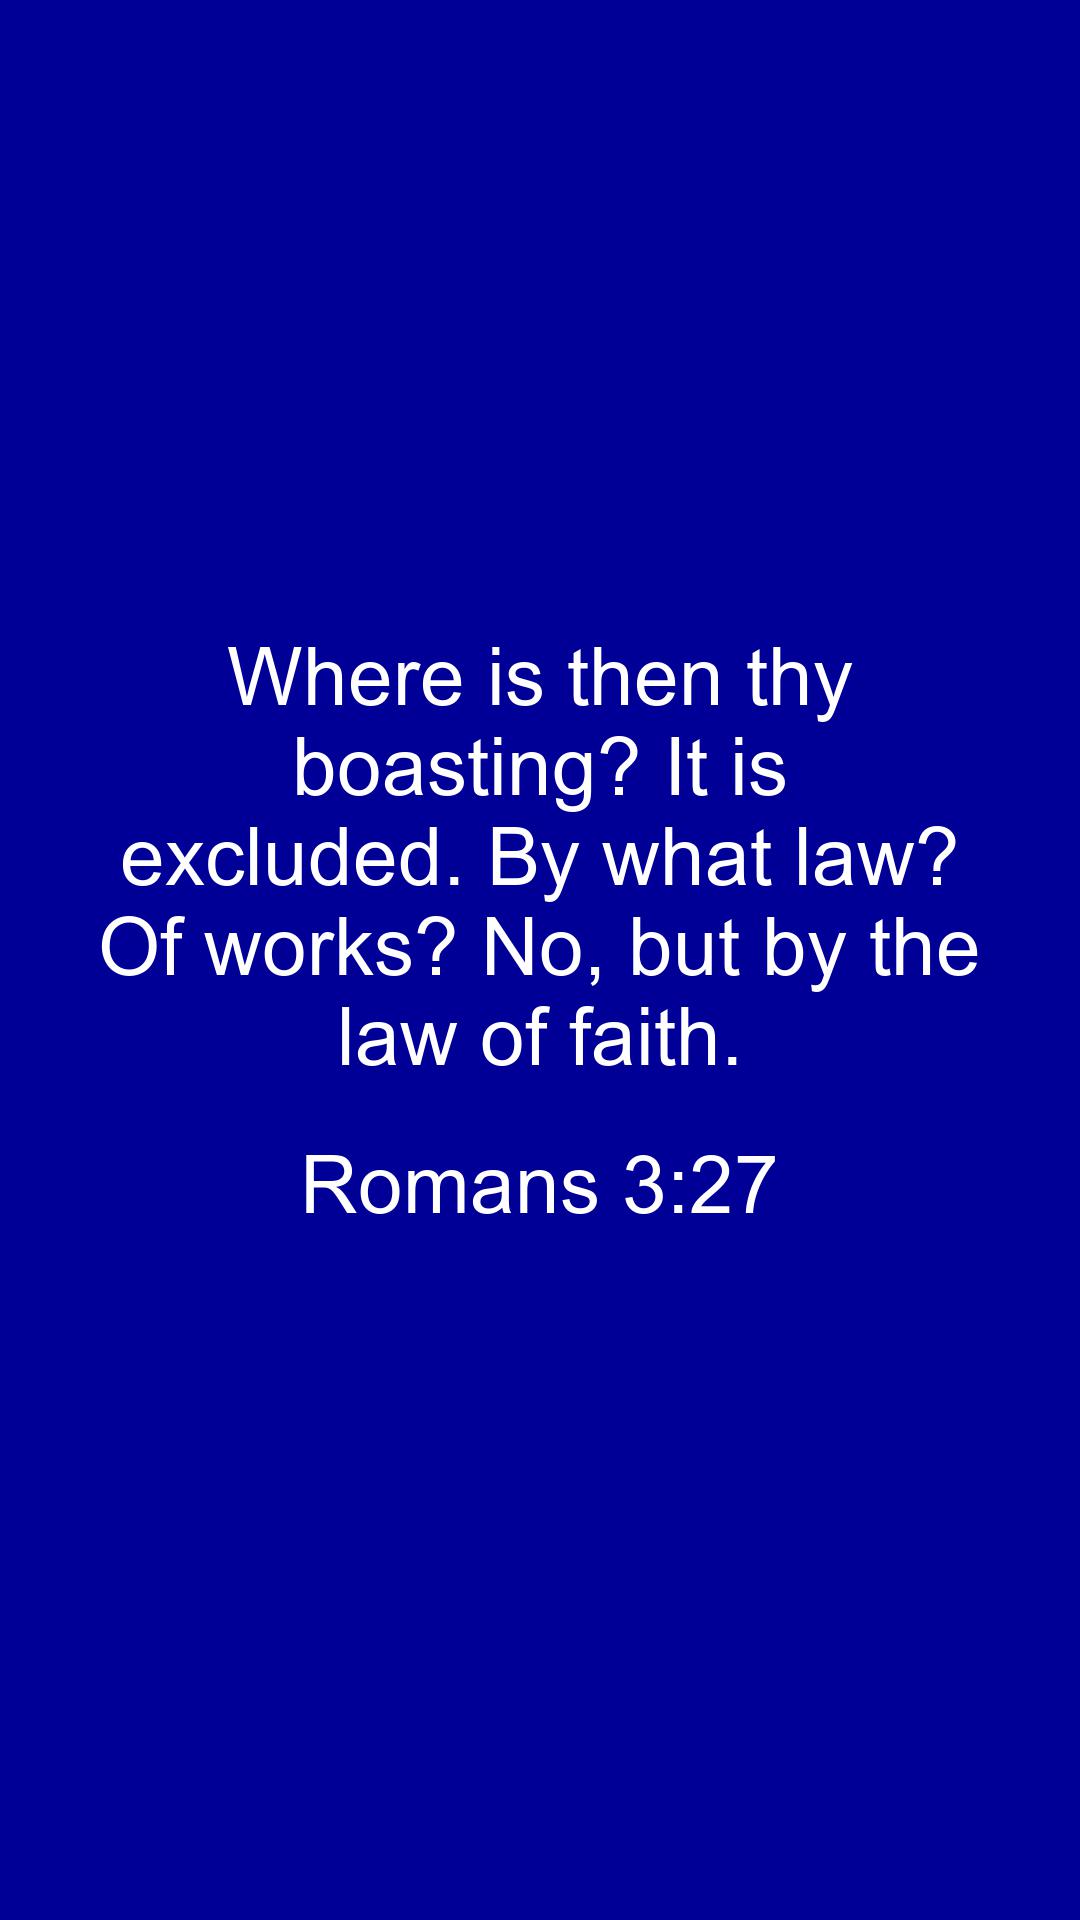 Where is then thy
boasting? It is
excluded. By what law?
Of works? No, but by the
law of faith.
Romans 3:27